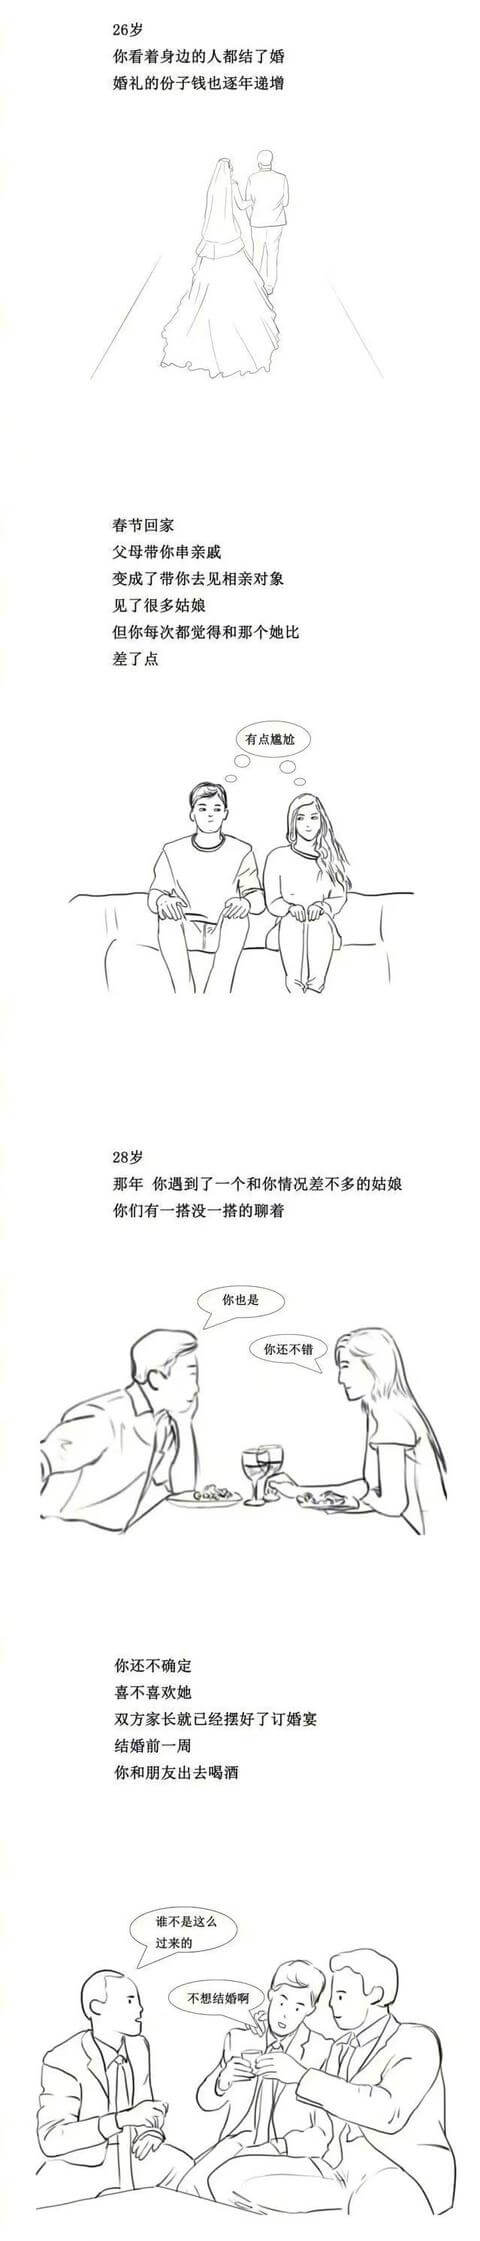 26岁
你看着身边的人都结了婚
婚礼的份子钱也逐年递增
春节回家
父母带你串亲戚
变成了带你去见相亲对象
见了很多姑娘
但你每次都觉得和那个她比
差了点
有点尴尬
28岁
那年 你遇到了一个和你情况差不多的姑娘
你们有一搭没一搭的聊着
你也是
你还不错
你还不确定
喜不喜欢她
双方家长就已经摆好了订婚宴
结婚前一周
你和朋友出去喝酒
谁不是这么
过来的
不想结婚啊